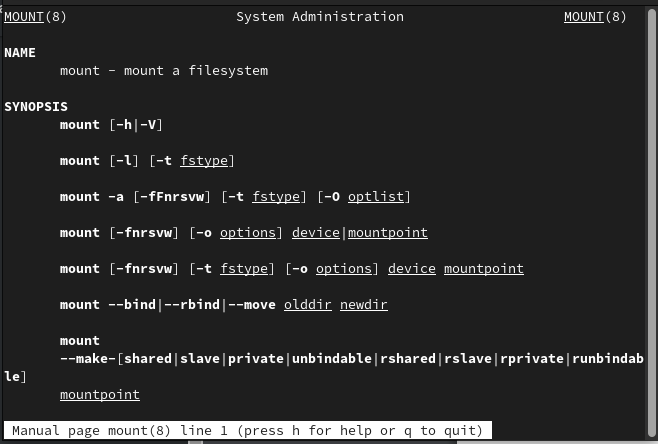 MOUNT(8) System Administration MOUNT(8)
NAME
mount - mount a filesystem
SYNOPSIS
mount [-h|-V]
mount [-l] [-t fstype]
mount -a [-fFnrsvw] [-t fstype] [-O optlist]
mount [-fnrsvw] [-o options] device|mountpoint
mount [-fnrsvw] [-t fstype] [-o options] device mountpoint
mount --bind|--rbind|--move olddir newdir
mount
--make-[shared|slave|private|unbindable|rshared|rslave|rprivate|runbindab
le]
mountpoint
Manual page mount(8) line 1 (press h for help or q to quit)